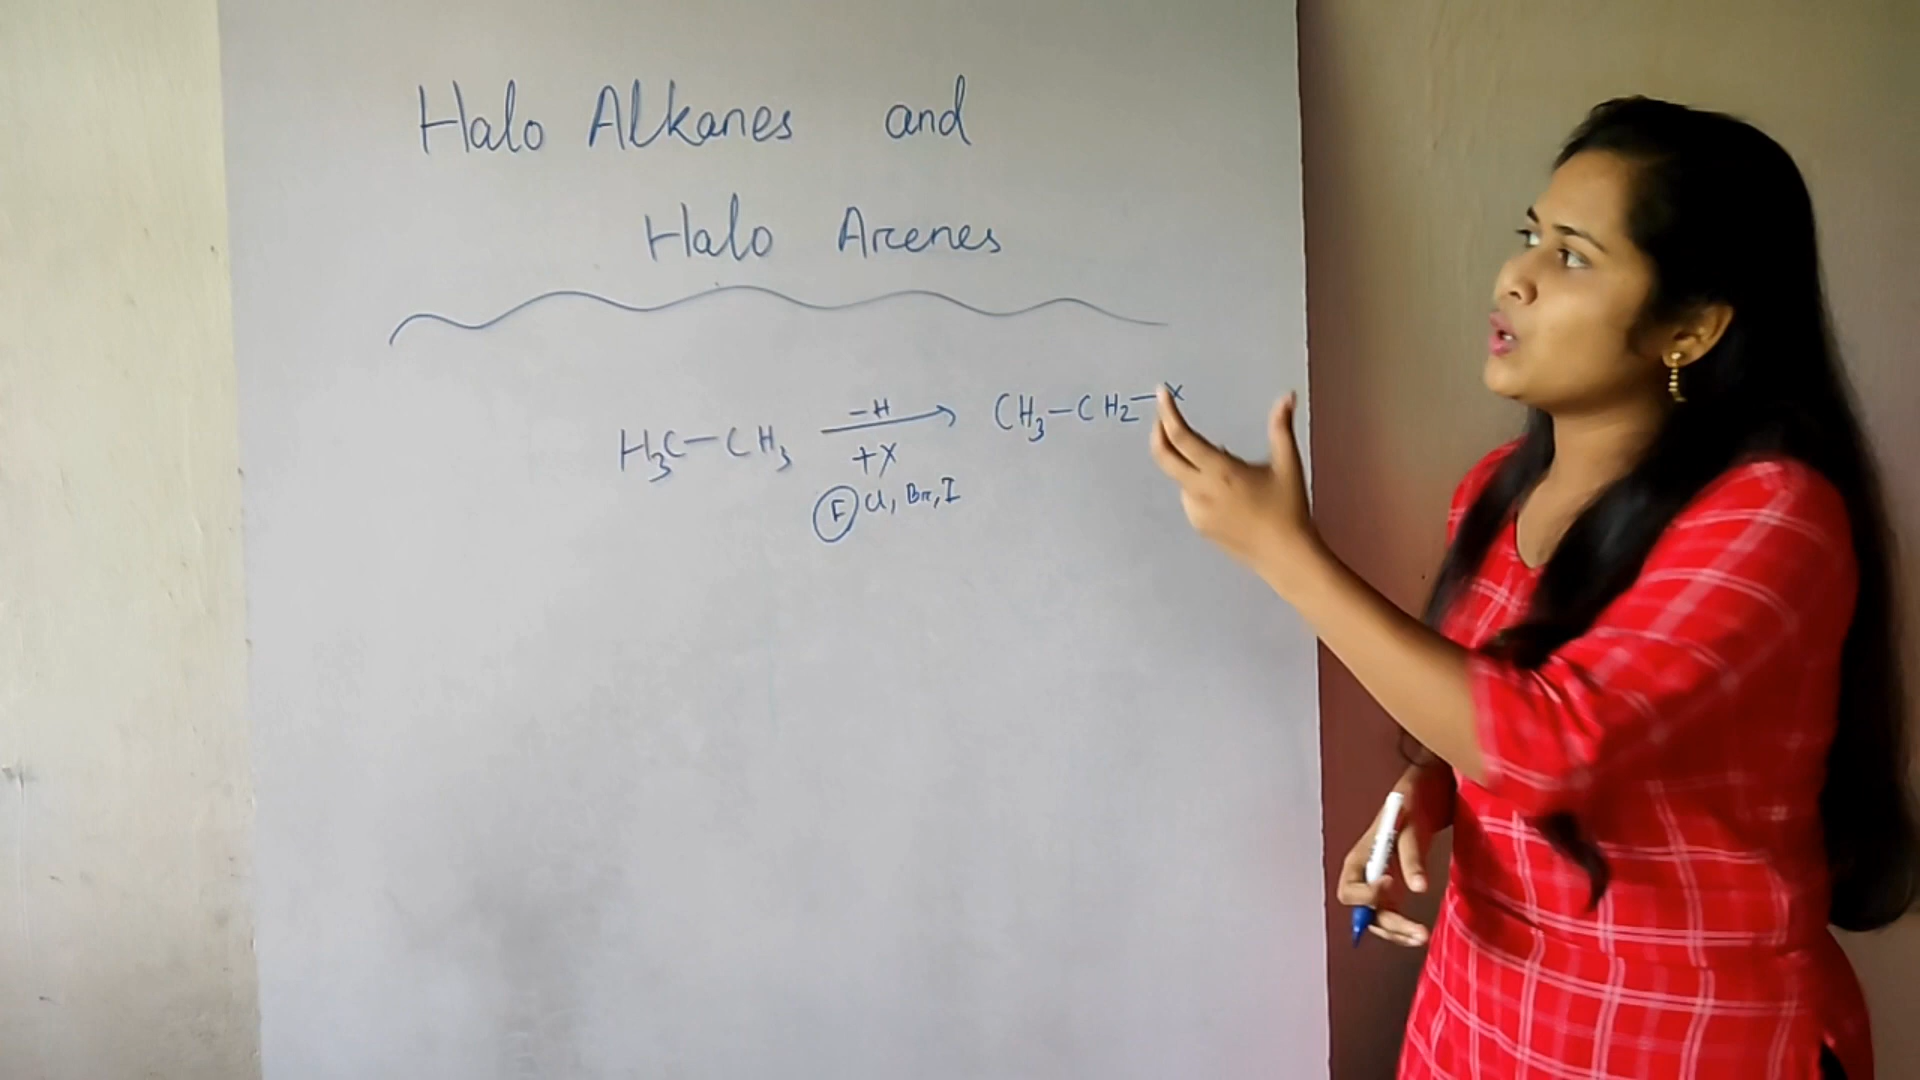 Halo Alkanes and
Halo Arenes
H₃C-CH₃ -H → CH₃-CH₂-X
+X
F Cl, Br, I